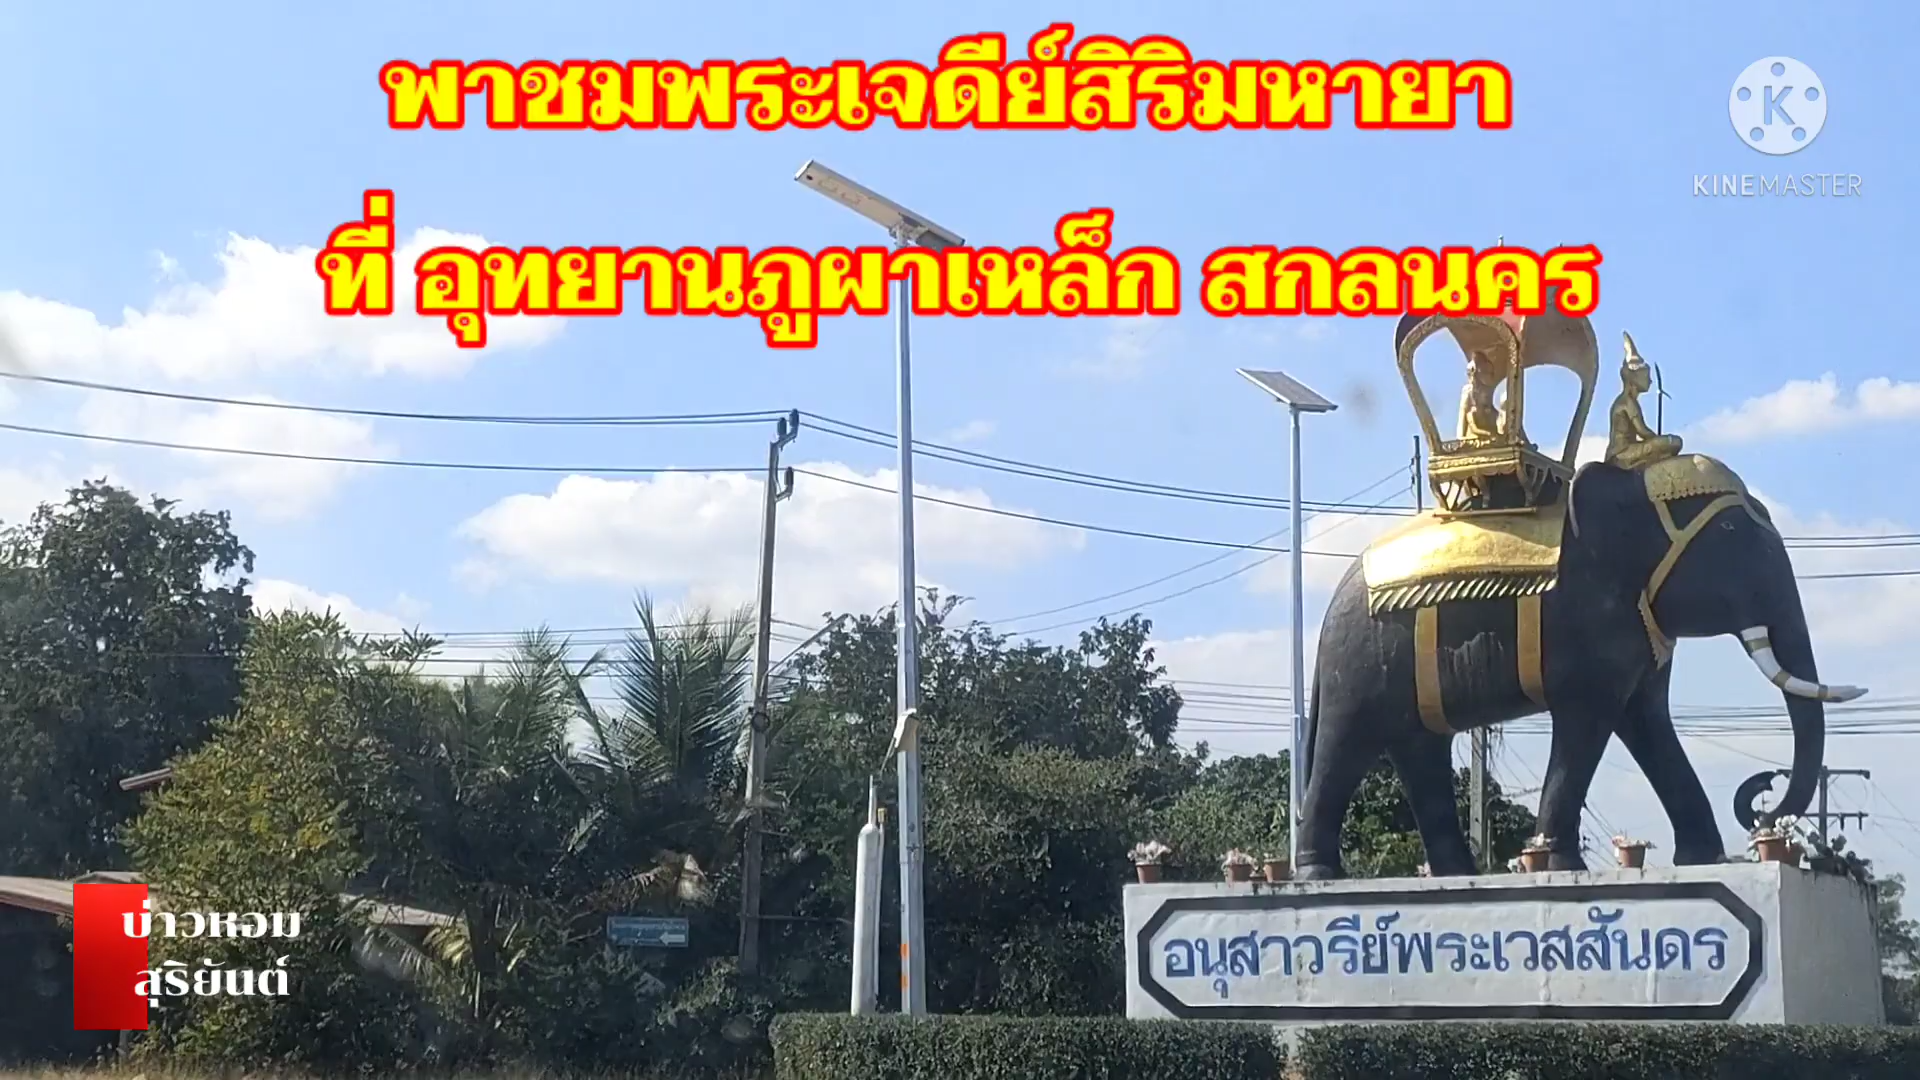 พาชมพระเจดีย์สิริมหายา
KINEMASTER
ที่ อุทยานภูผาเหล็ก สกลนคร
บ่าวหอม
สุริยันต์
อนุสาวรีย์พระเวสสันดร